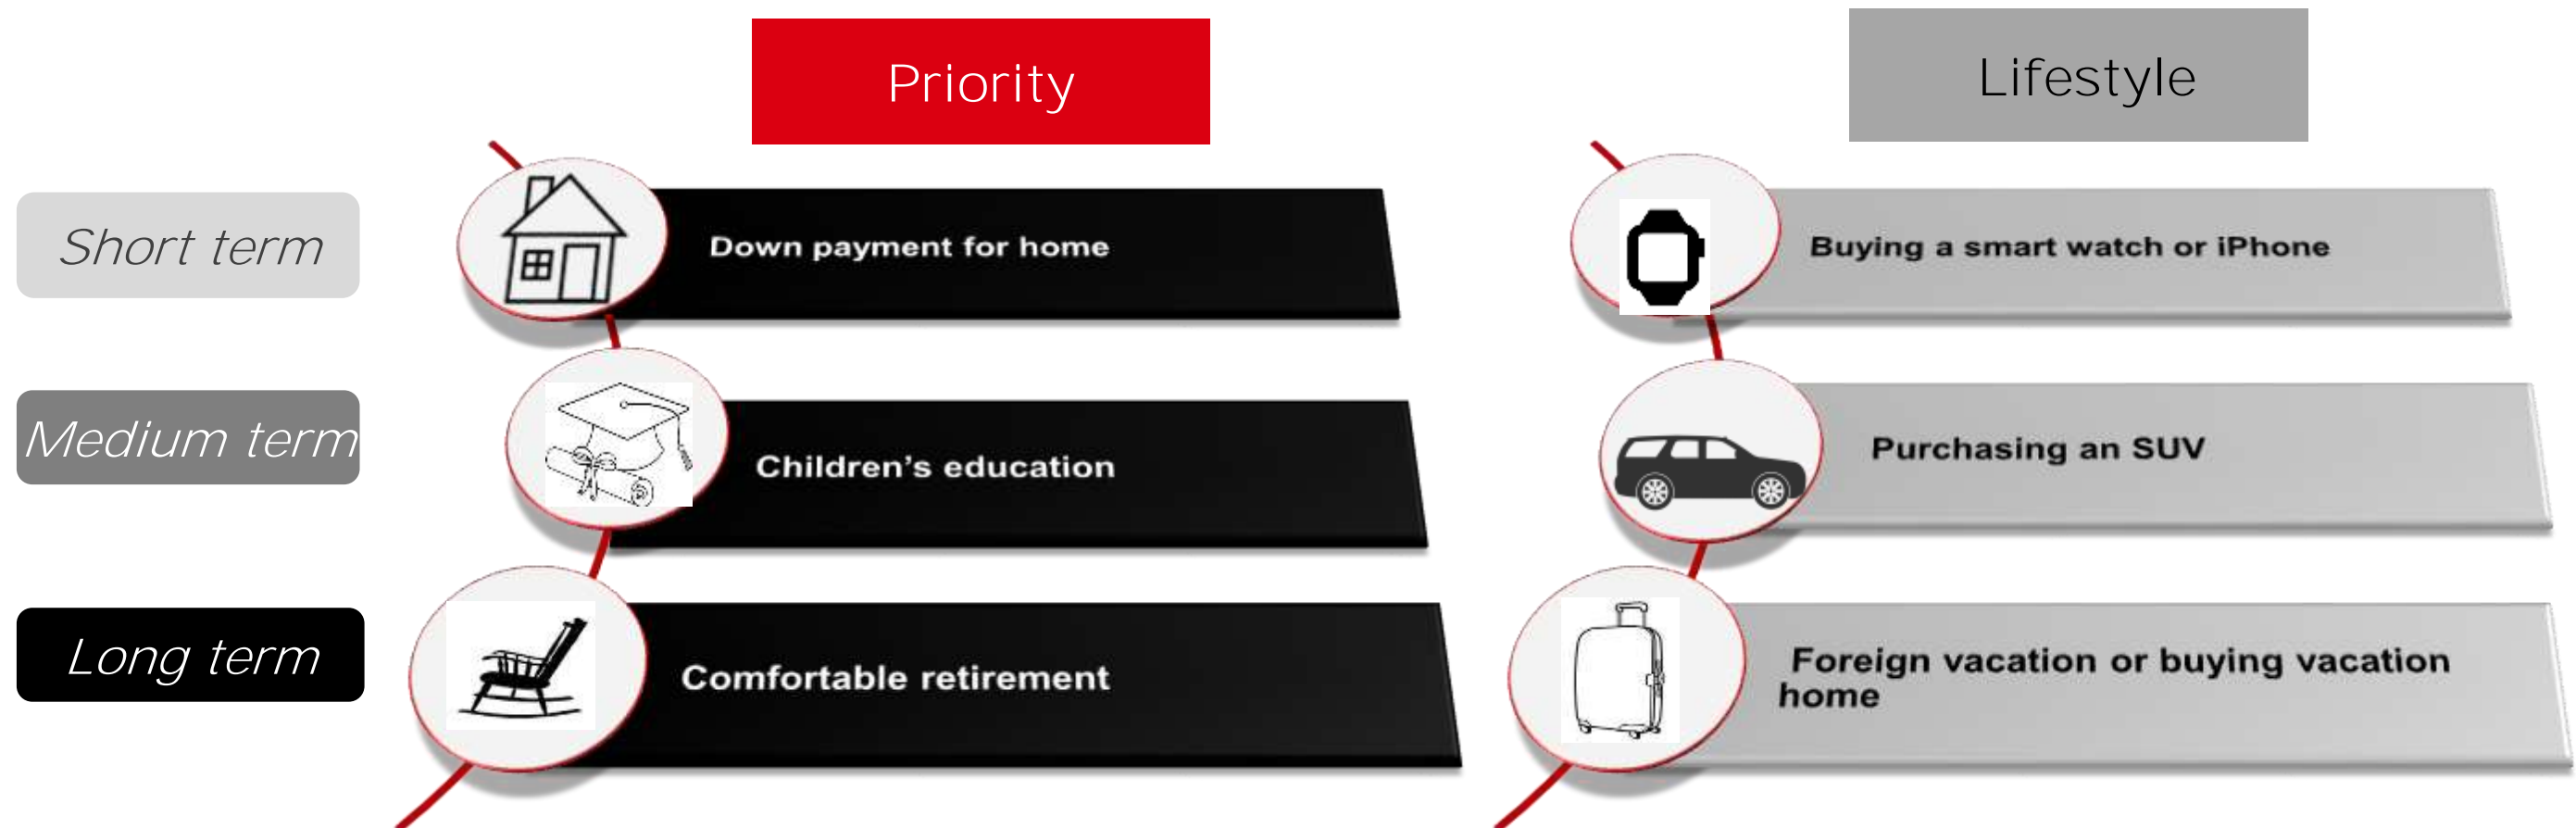 Priority
Lifestyle
Short term
Down payment for home
Buying a smart watch or iPhone
Medium term
Children’s education
Purchasing an SUV
Long term
Comfortable retirement
Foreign vacation or buying vacation
home